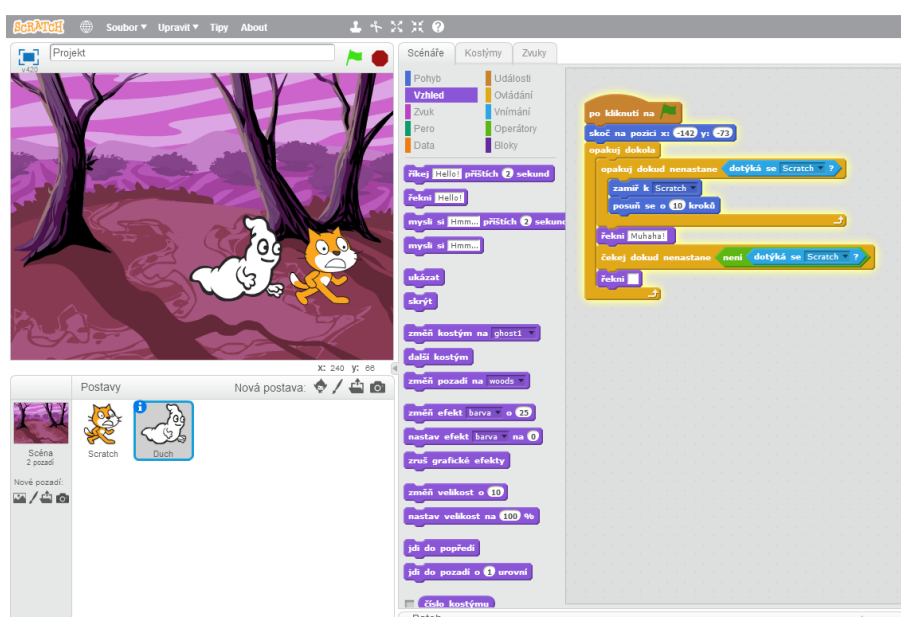 SCRATCH Soubor▼ Upravit▼ Tipy About
Projekt
v420
x: 240 y: 66
Postavy Nová postava:
Scéna
2 pozadí
Nové pozadí:
Scratch
Duch
Scénáře Kostýmy Zvuky
Pohyb Události
Vzhled Ovládání
Zvuk Vnímání
Pero Operátory
Data Bloky
říkej Hello! příštích 2 sekund
řekni Hello!
mysli si Hmm... příštích 2 sekund
mysli si Hmm...
ukázat
skrýt
změň kostým na ghost1
další kostým
změň pozadí na woods
změň efekt barva o 25
nastav efekt barva na 0
zruš grafické efekty
změň velikost o 10
nastav velikost na 100 %
jdi do popředí
jdi do pozadí o 1 urovní
číslo kostýmu
po kliknutí na
skoč na pozici x: -142 y: -73
opakuj dokola
opakuj dokud nenastane dotýká se Scratch ?
zamiř k Scratch
posuň se o 10 kroků
řekni Muhaha!
čekej dokud nenastane není dotýká se Scratch ?
řekni